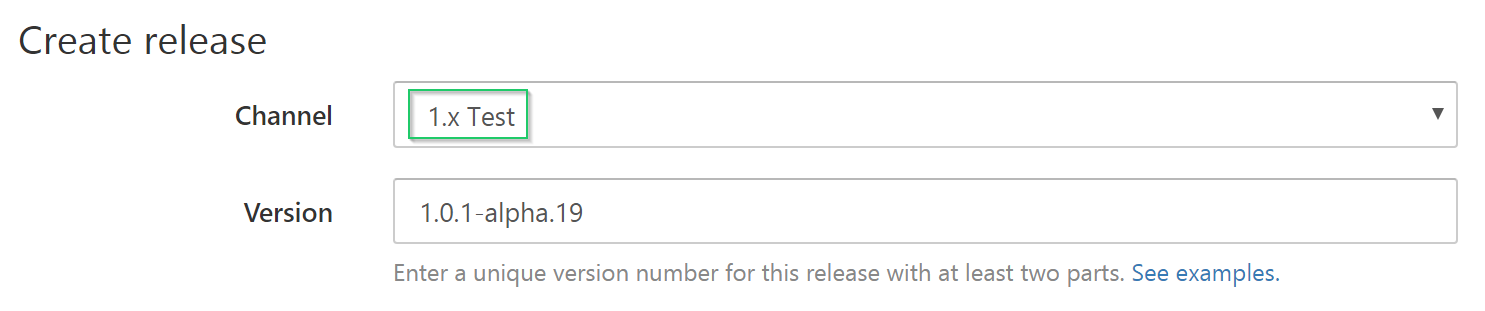 Create release
Channel
1.x Test
Version
1.0.1-alpha.19
Enter a unique version number for this release with at least two parts. See examples.